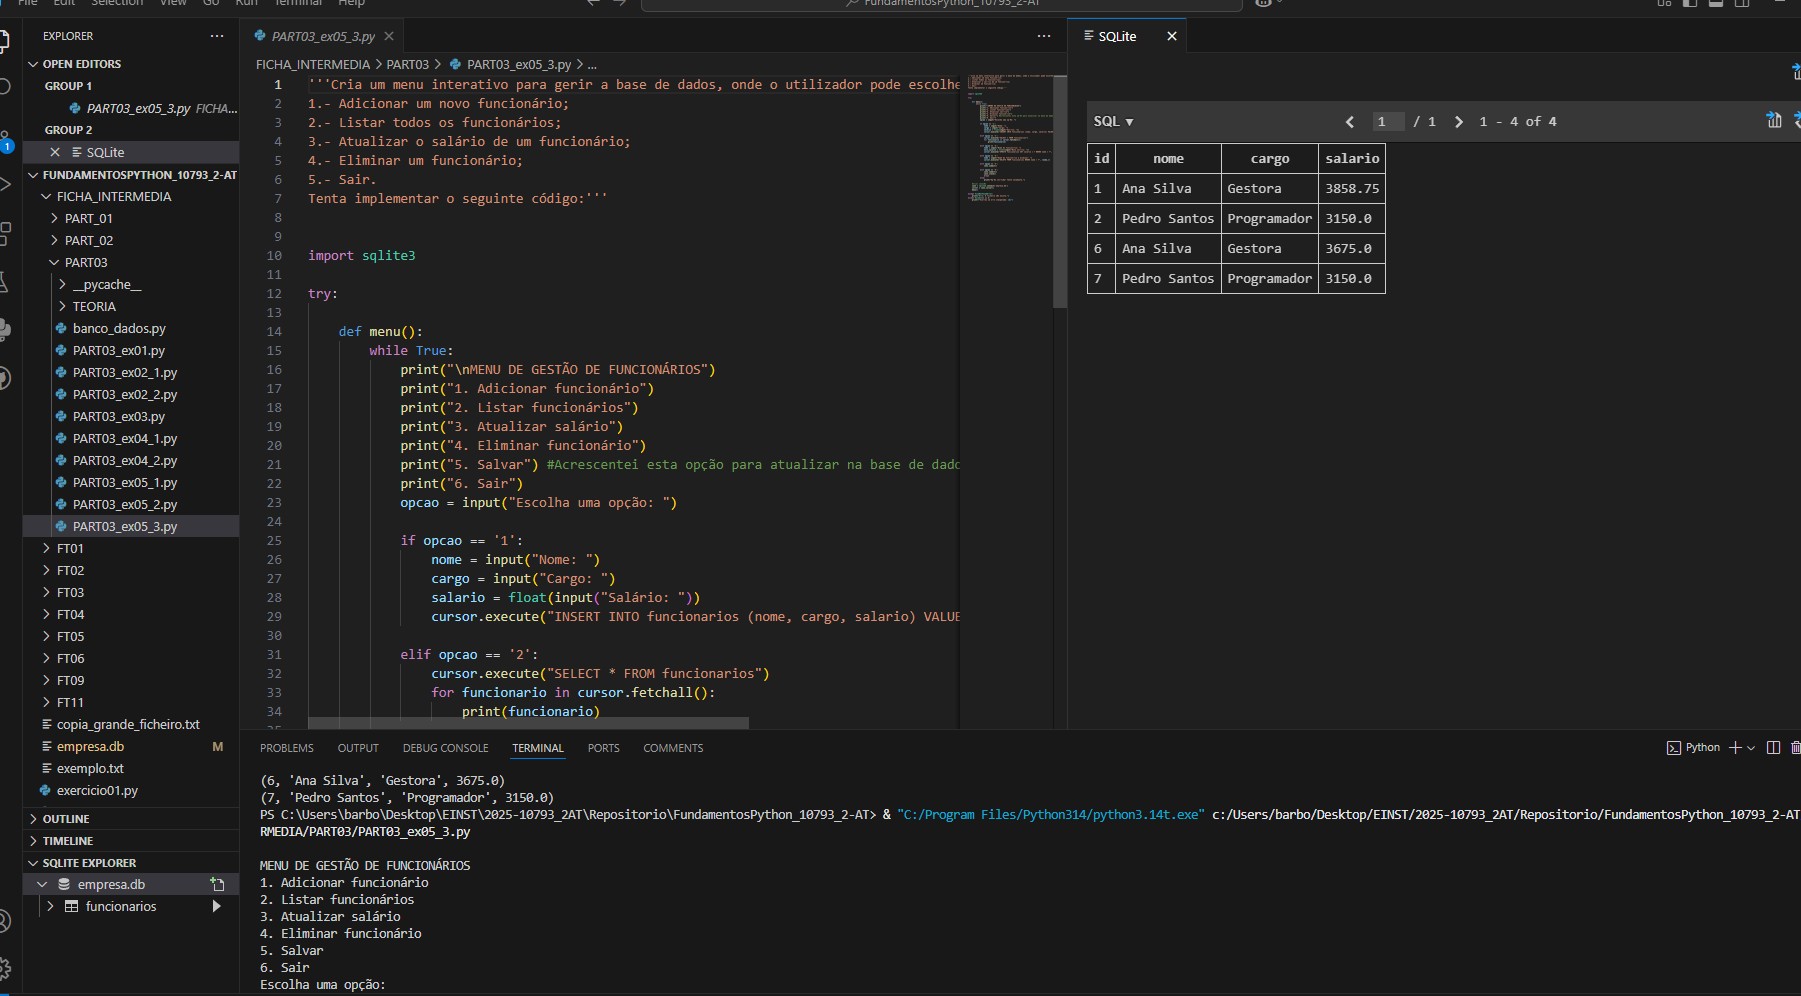 File Edit Selection View Go Run Terminal Help
FundamentosPython_10793_2-AT
EXPLORER
OPEN EDITORS
GROUP 1
PART03_ex05_3.py FICHA...
GROUP 2
SQLite
FUNDAMENTOSPYTHON_10793_2-AT
FICHA_INTERMEDIA
PART_01
PART_02
PART03
__pycache__
TEORIA
banco_dados.py
PART03_ex01.py
PART03_ex02_1.py
PART03_ex02_2.py
PART03_ex03.py
PART03_ex04_1.py
PART03_ex04_2.py
PART03_ex05_1.py
PART03_ex05_2.py
PART03_ex05_3.py
FT01
FT02
FT03
FT04
FT05
FT06
FT09
FT11
copia_grande_ficheiro.txt
empresa.db M
exemplo.txt
exercicio01.py
OUTLINE
TIMELINE
SQLITE EXPLORER
empresa.db
funcionarios
1
PART03_ex05_3.py
FICHA_INTERMEDIA > PART03 > PART03_ex05_3.py > ...
1 '''Cria um menu interativo para gerir a base de dados, onde o utilizador pode escolhe
2 1.- Adicionar um novo funcionário;
3 2.- Listar todos os funcionários;
4 3.- Atualizar o salário de um funcionário;
5 4.- Eliminar um funcionário;
6 5.- Sair.
7 Tenta implementar o seguinte código:'''
8
9
10 import sqlite3
11
12 try:
13
14 def menu():
15 while True:
16 print("\nMENU DE GESTÃO DE FUNCIONÁRIOS")
17 print("1. Adicionar funcionário")
18 print("2. Listar funcionários")
19 print("3. Atualizar salário")
20 print("4. Eliminar funcionário")
21 print("5. Salvar") #Acrescentei esta opção para atualizar na base de dado
22 print("6. Sair")
23 opcao = input("Escolha uma opção: ")
24
25 if opcao == '1':
26 nome = input("Nome: ")
27 cargo = input("Cargo: ")
28 salario = float(input("Salário: "))
29 cursor.execute("INSERT INTO funcionarios (nome, cargo, salario) VALUE
30
31 elif opcao == '2':
32 cursor.execute("SELECT * FROM funcionarios")
33 for funcionario in cursor.fetchall():
34 print(funcionario)
SQLite
SQL ▼ < 1 / 1 > 1 - 4 of 4
id nome cargo salario
1 Ana Silva Gestora 3858.75
2 Pedro Santos Programador 3150.0
6 Ana Silva Gestora 3675.0
7 Pedro Santos Programador 3150.0
PROBLEMS OUTPUT DEBUG CONSOLE TERMINAL PORTS COMMENTS
Python
(6, 'Ana Silva', 'Gestora', 3675.0)
(7, 'Pedro Santos', 'Programador', 3150.0)
PS C:\Users\barbo\Desktop\EINST\2025-10793_2AT\Repositorio\FundamentosPython_10793_2-AT> & "C:/Program Files/Python314/python3.14t.exe" c:/Users/barbo/Desktop/EINST/2025-10793_2AT/Repositorio/FundamentosPython_10793_2-AT
RMEDIA/PART03/PART03_ex05_3.py
MENU DE GESTÃO DE FUNCIONÁRIOS
1. Adicionar funcionário
2. Listar funcionários
3. Atualizar salário
4. Eliminar funcionário
5. Salvar
6. Sair
Escolha uma opção: